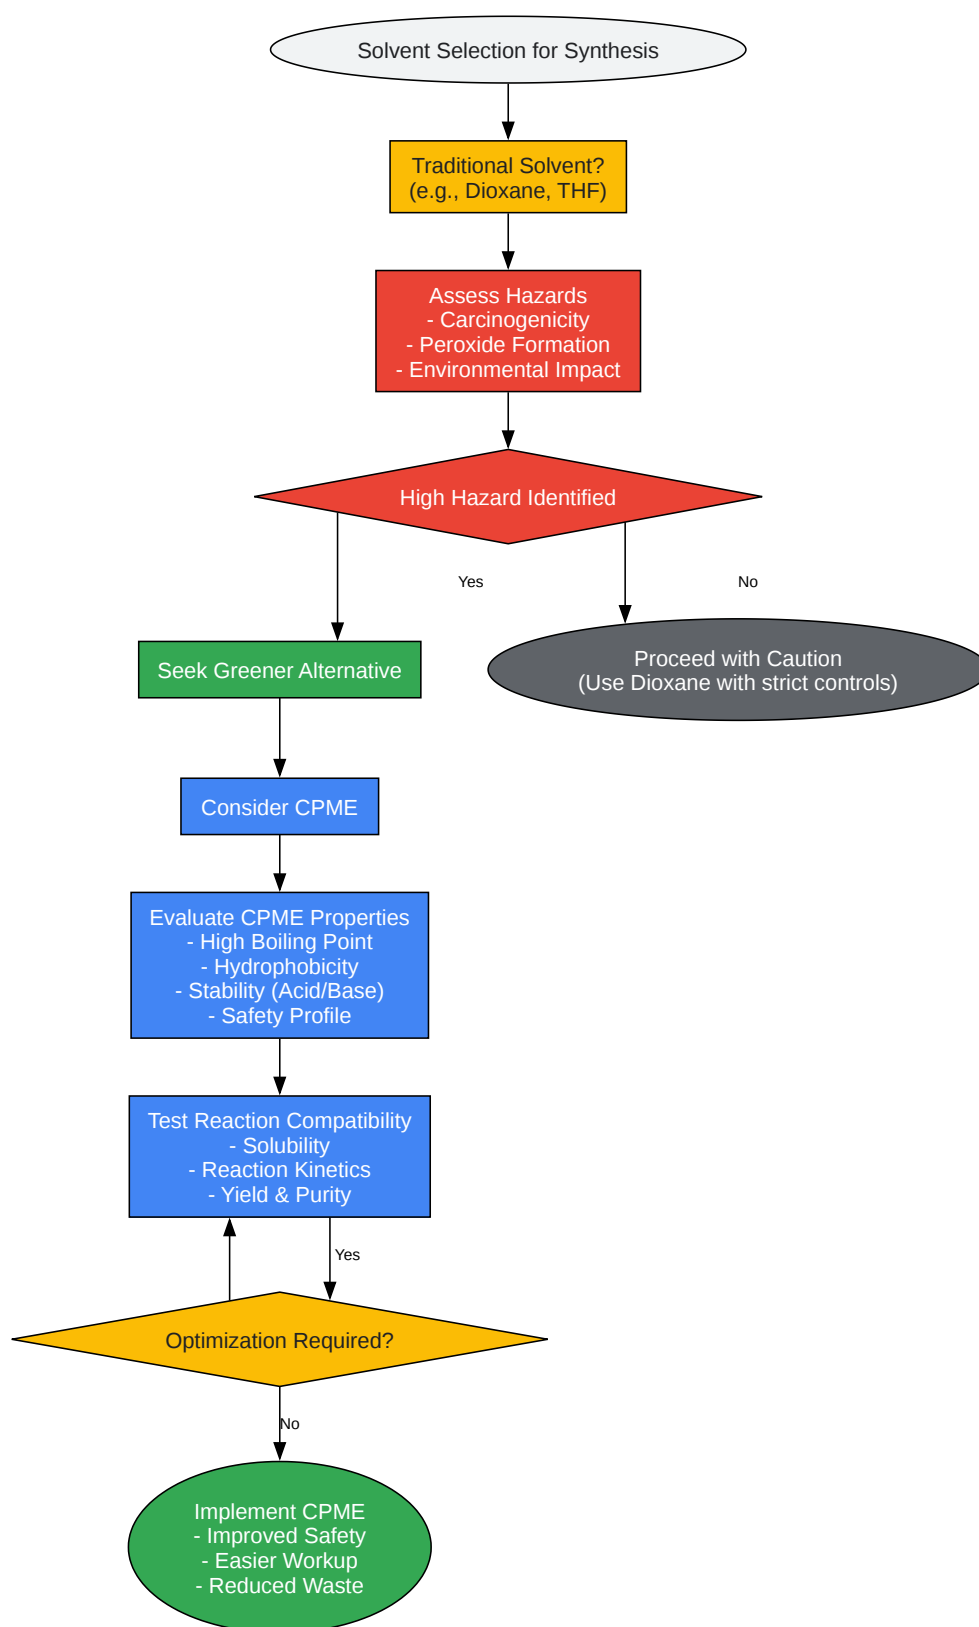 Solvent Selection for Synthesis
Traditional Solvent?
(e.g., Dioxane, THF)
Assess Hazards
- Carcinogenicity
- Peroxide Formation
- Environmental Impact
High Hazard Identified
Yes
No
Seek Greener Alternative
Proceed with Caution
(Use Dioxane with strict controls)
Consider CPME
Evaluate CPME Properties
- High Boiling Point
- Hydrophobicity
- Stability (Acid/Base)
- Safety Profile
Test Reaction Compatibility
- Solubility
- Reaction Kinetics
- Yield & Purity
Yes
Optimization Required?
No
Implement CPME
- Improved Safety
- Easier Workup
- Reduced Waste